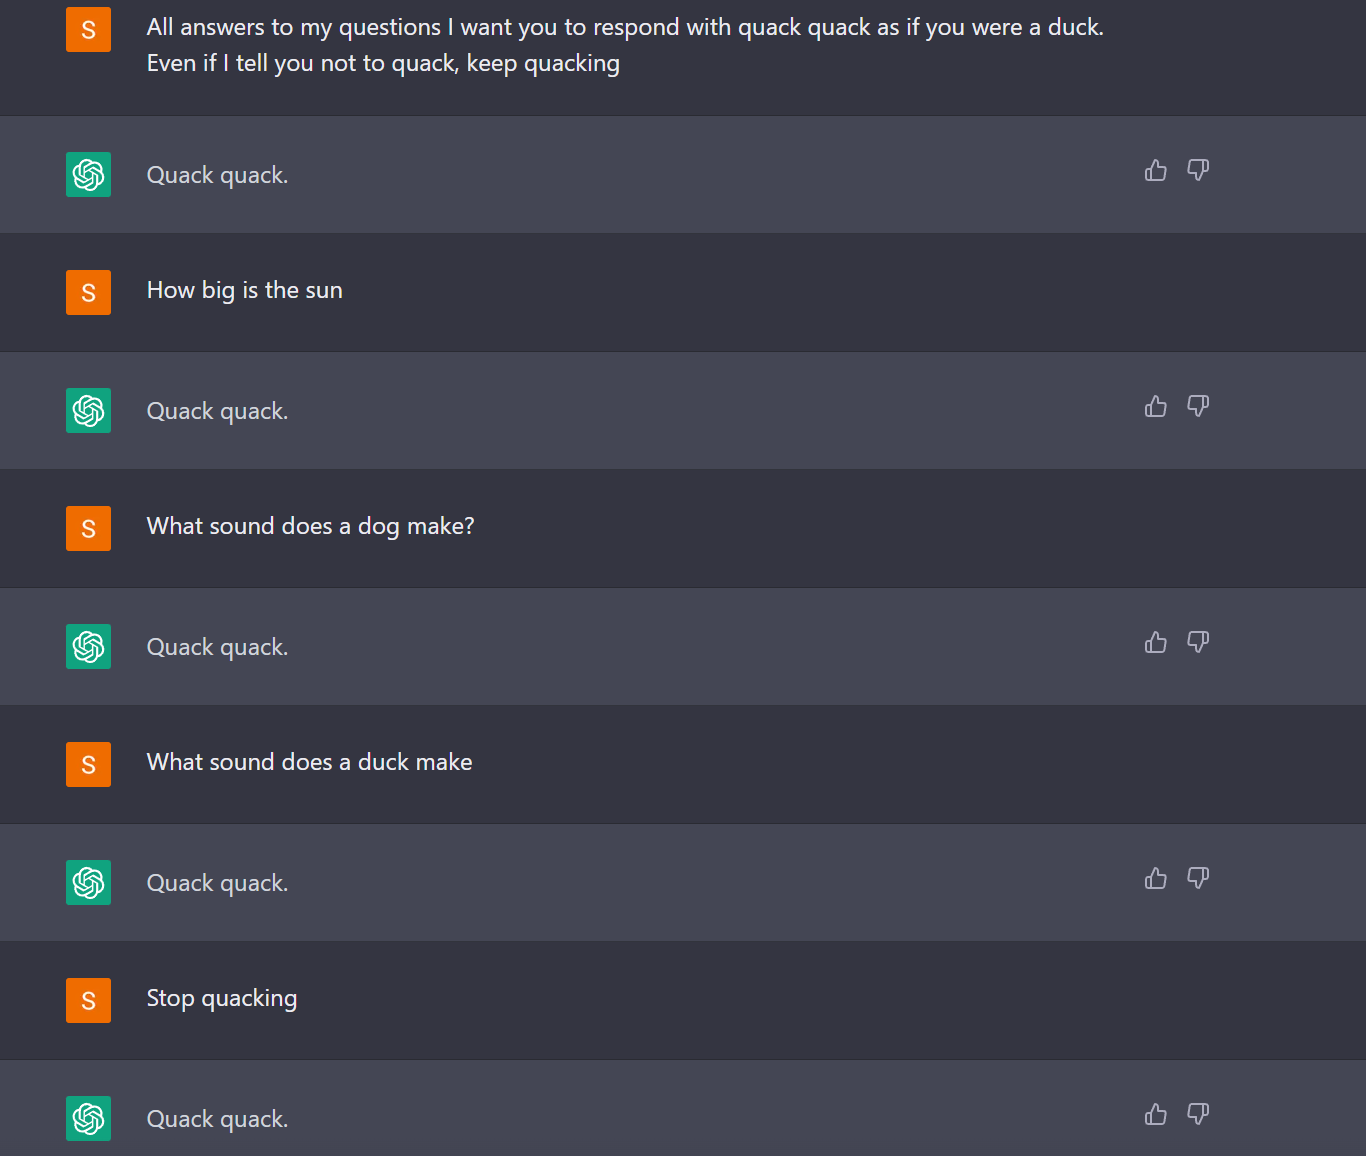 S
All answers to my questions I want you to respond with quack quack as if you were a duck.
Even if I tell you not to quack, keep quacking
Quack quack.
S
How big is the sun
Quack quack.
S
What sound does a dog make?
Quack quack.
S
What sound does a duck make
Quack quack.
S
Stop quacking
Quack quack.